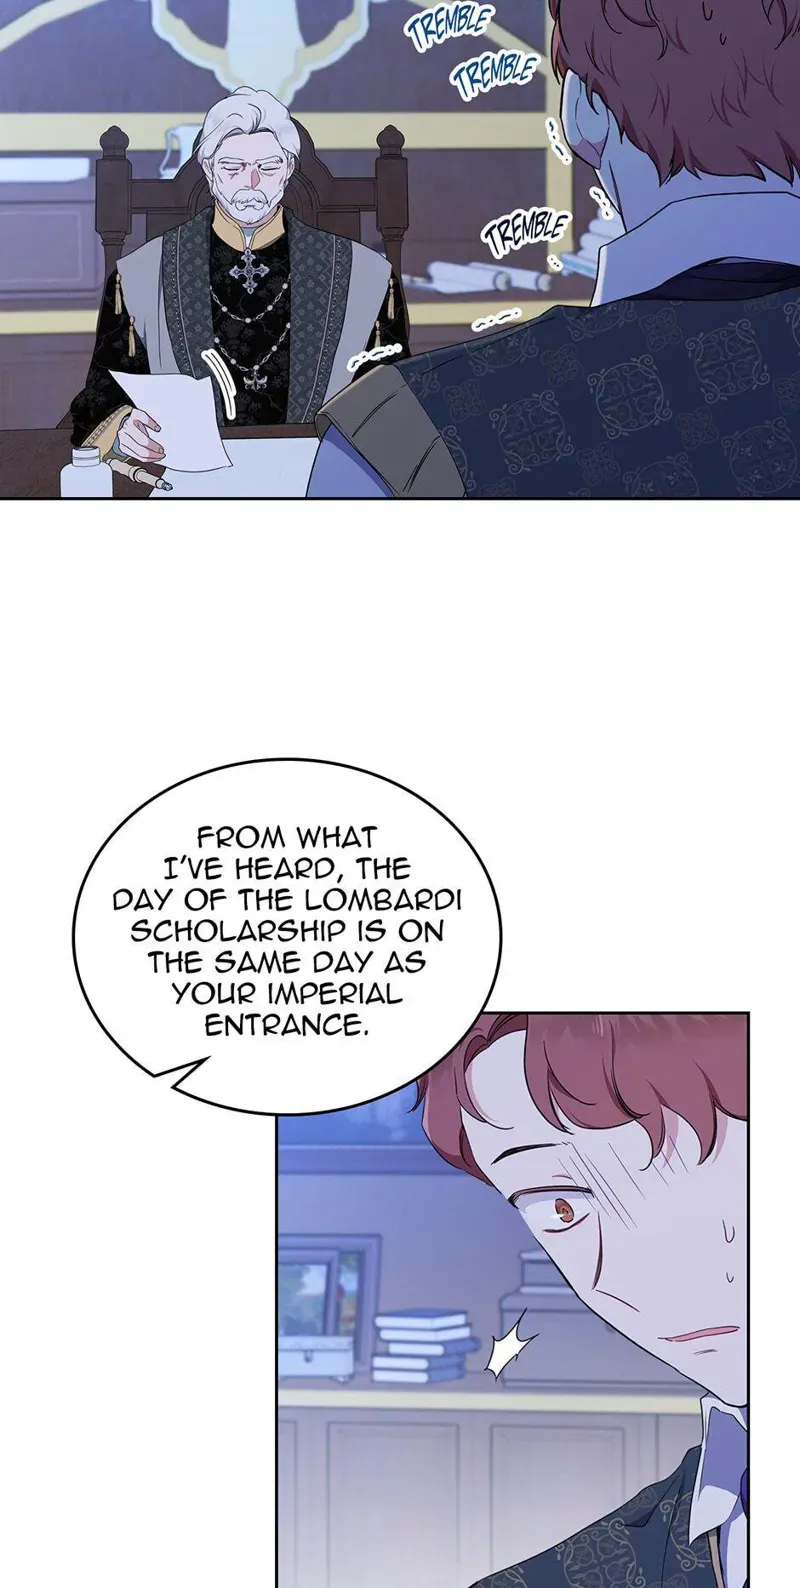 TREMBLE
TREMBLE
TREMBLE
FROM WHAT
I'VE HEARD, THE
DAY OF THE LOMBARDI
SCHOLARSHIP IS ON
THE SAME DAY AS
YOUR IMPERIAL
ENTRANCE.